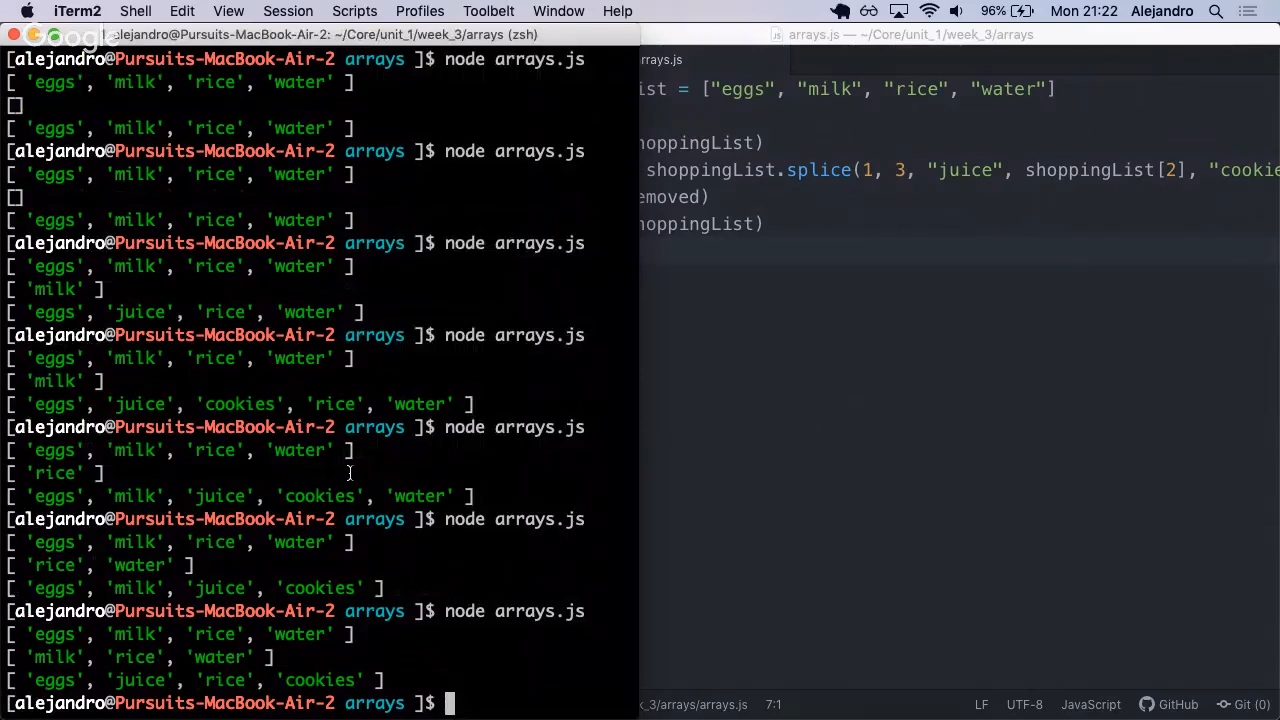 iTerm2 Shell Edit View Session Scripts Profiles Toolbelt Window Help 96% Mon 21:22 Alejandro
Google
alejandro@Pursuits-MacBook-Air-2: ~/Core/unit_1/week_3/arrays (zsh)
[alejandro@Pursuits-MacBook-Air-2 arrays ]$ node arrays.js
[ 'eggs', 'milk', 'rice', 'water' ]
[]
[ 'eggs', 'milk', 'rice', 'water' ]
[alejandro@Pursuits-MacBook-Air-2 arrays ]$ node arrays.js
[ 'eggs', 'milk', 'rice', 'water' ]
[]
[ 'eggs', 'milk', 'rice', 'water' ]
[alejandro@Pursuits-MacBook-Air-2 arrays ]$ node arrays.js
[ 'eggs', 'milk', 'rice', 'water' ]
[ 'milk' ]
[ 'eggs', 'juice', 'rice', 'water' ]
[alejandro@Pursuits-MacBook-Air-2 arrays ]$ node arrays.js
[ 'eggs', 'milk', 'rice', 'water' ]
[ 'milk' ]
[ 'eggs', 'juice', 'cookies', 'rice', 'water' ]
[alejandro@Pursuits-MacBook-Air-2 arrays ]$ node arrays.js
[ 'eggs', 'milk', 'rice', 'water' ]
[ 'rice' ]
[ 'eggs', 'milk', 'juice', 'cookies', 'water' ]
[alejandro@Pursuits-MacBook-Air-2 arrays ]$ node arrays.js
[ 'eggs', 'milk', 'rice', 'water' ]
[ 'rice', 'water' ]
[ 'eggs', 'milk', 'juice', 'cookies' ]
[alejandro@Pursuits-MacBook-Air-2 arrays ]$ node arrays.js
[ 'eggs', 'milk', 'rice', 'water' ]
[ 'milk', 'rice', 'water' ]
[ 'eggs', 'juice', 'rice', 'cookies' ]
[alejandro@Pursuits-MacBook-Air-2 arrays ]$
arrays.js — ~/Core/unit_1/week_3/arrays
rrays.js
ist = ["eggs", "milk", "rice", "water"]
hoppingList)
shoppingList.splice(1, 3, "juice", shoppingList[2], "cookie
emoved)
hoppingList)
_3/arrays/arrays.js 7:1 LF UTF-8 JavaScript GitHub Git (0)